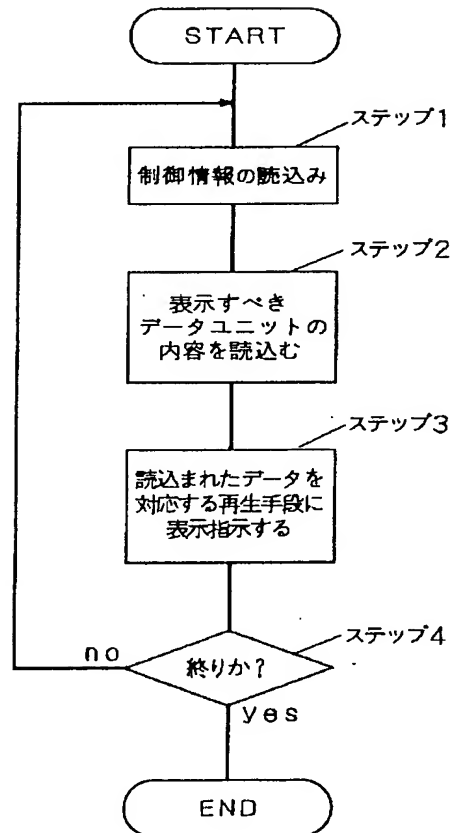 START
ステップ1
制御情報の読込み
ステップ2
表示すべき
データユニットの
内容を読込む
ステップ3
読込まれたデータを
対応する再生手段に
表示指示する
ステップ4
no
終りか?
yes
END